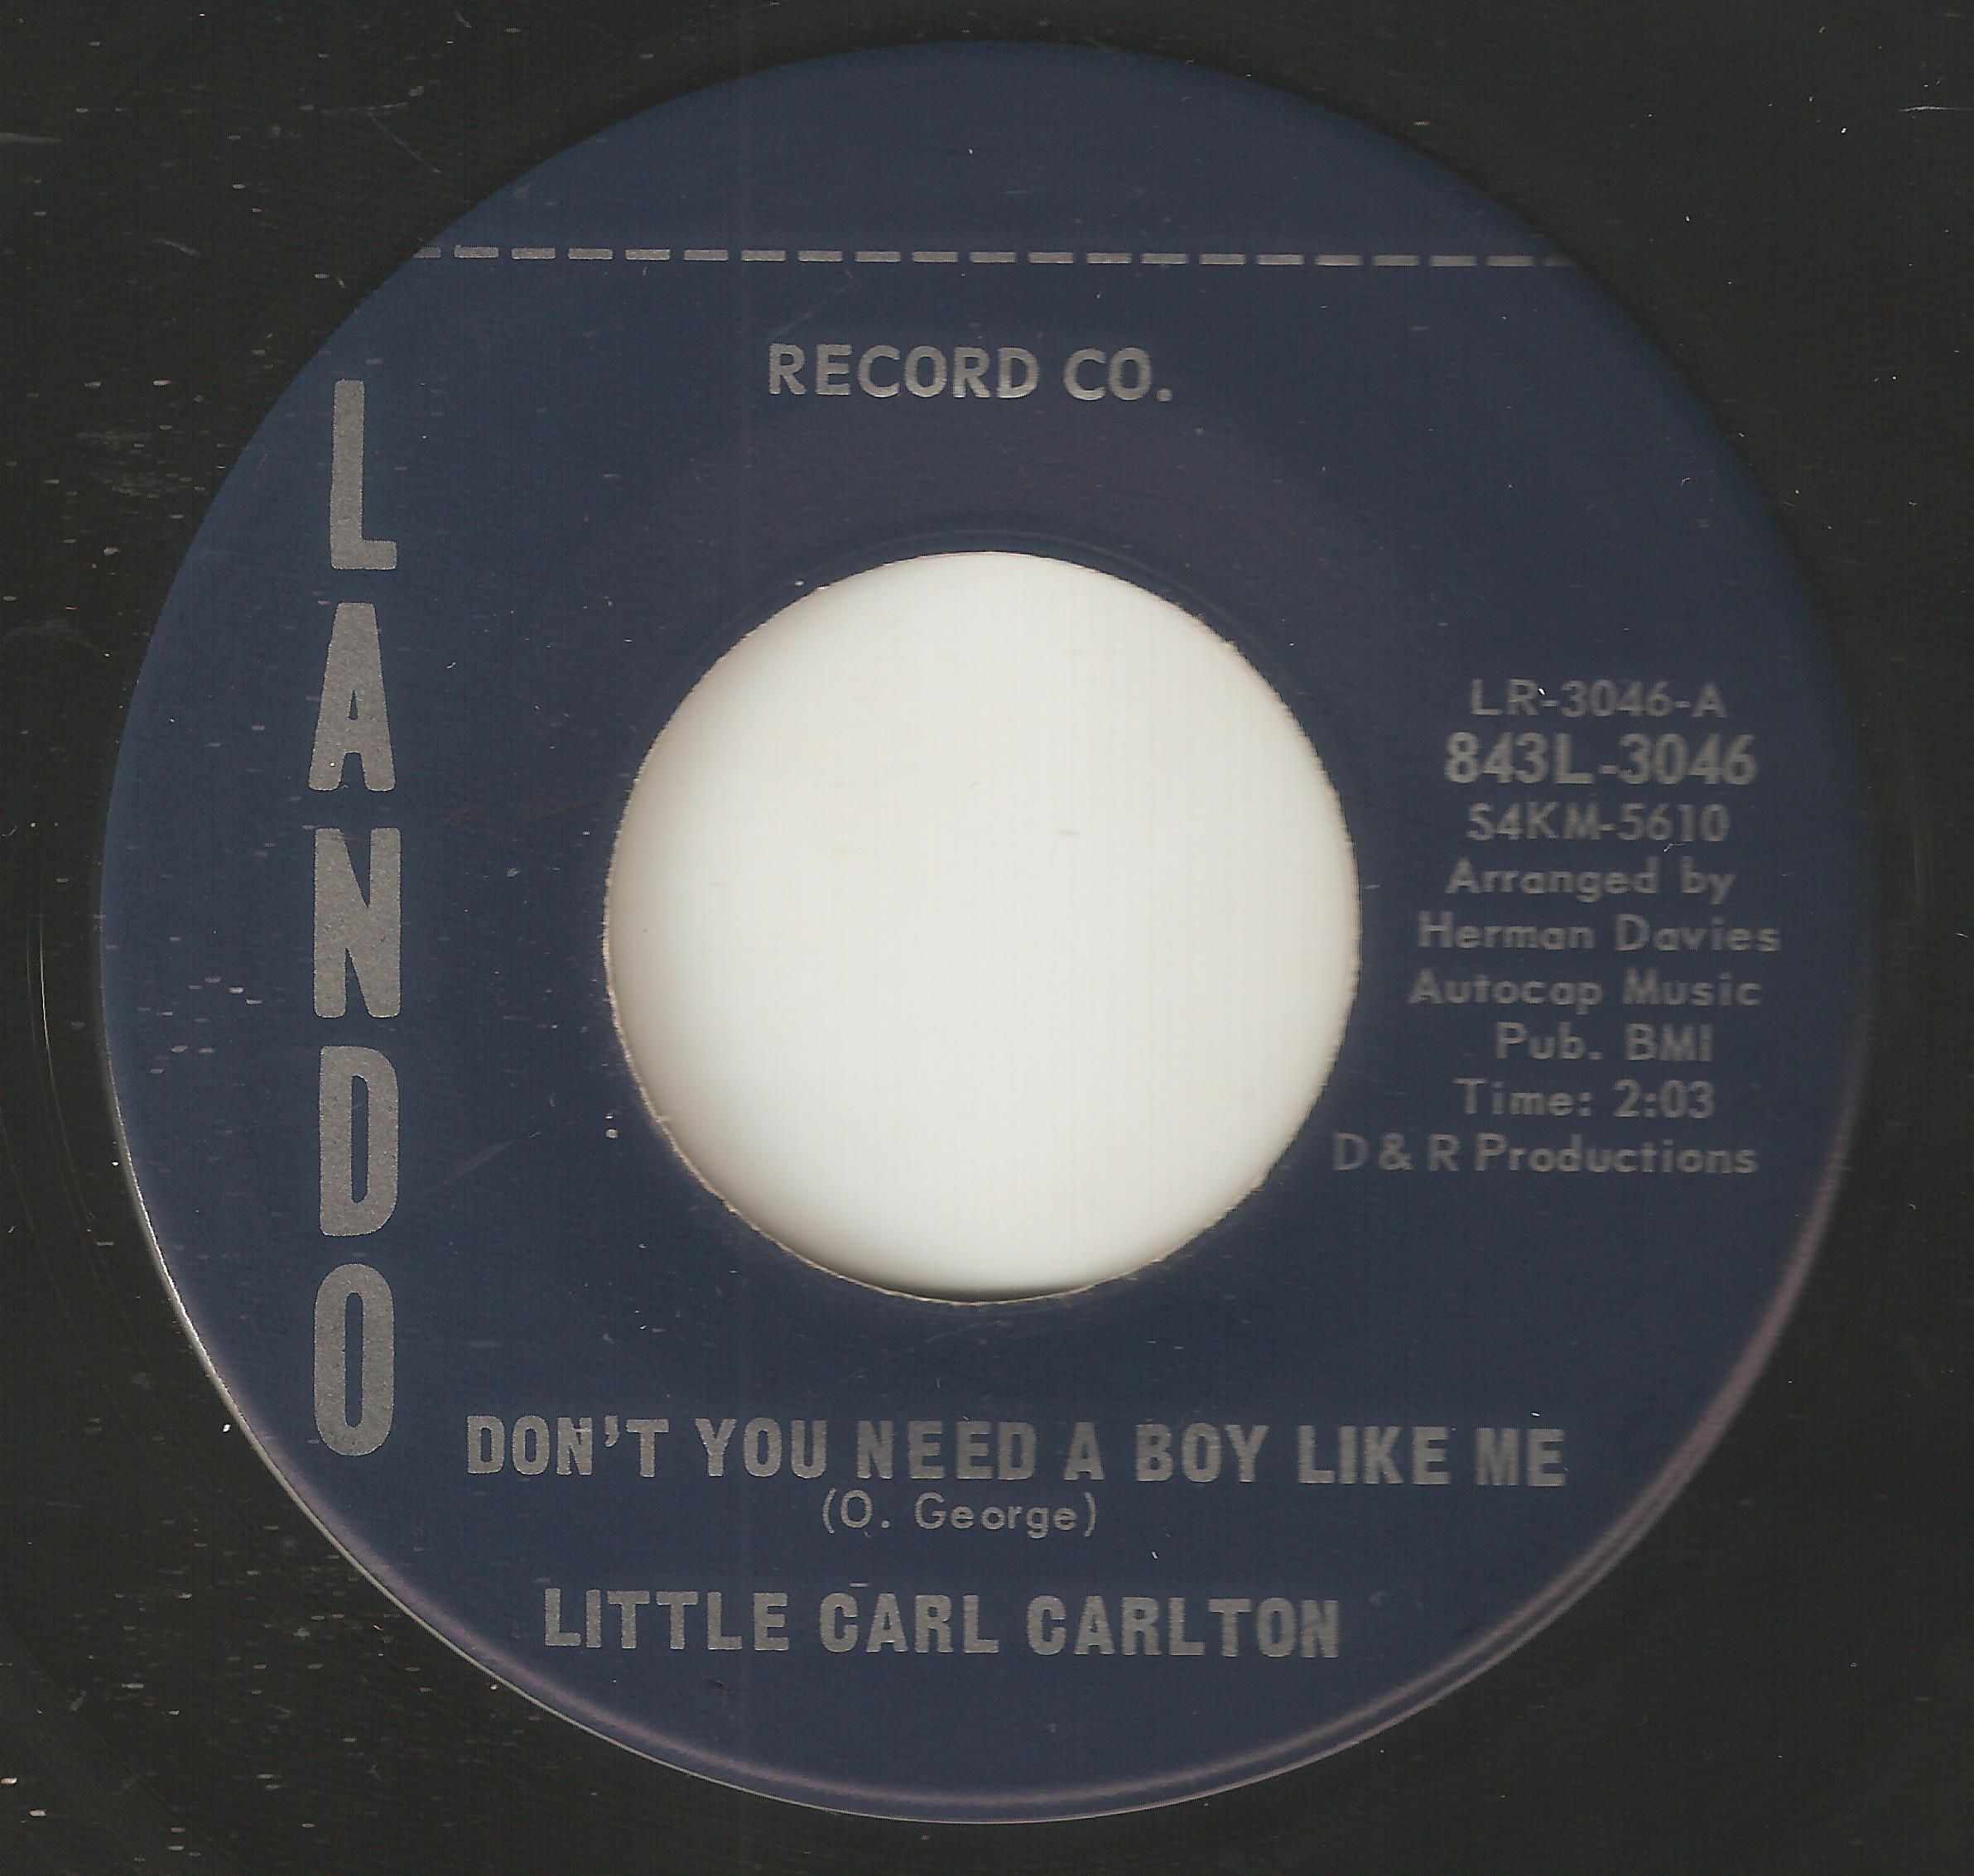 RECORD CO.
LANDO
LR-3046-A
843L-3046
S4KM-5610
Arranged by
Herman Davies
Autocap Music
Pub. BMI
Time: 2:03
D & R Productions
DON'T YOU NEED A BOY LIKE ME
(O. George)
LITTLE CARL CARLTON